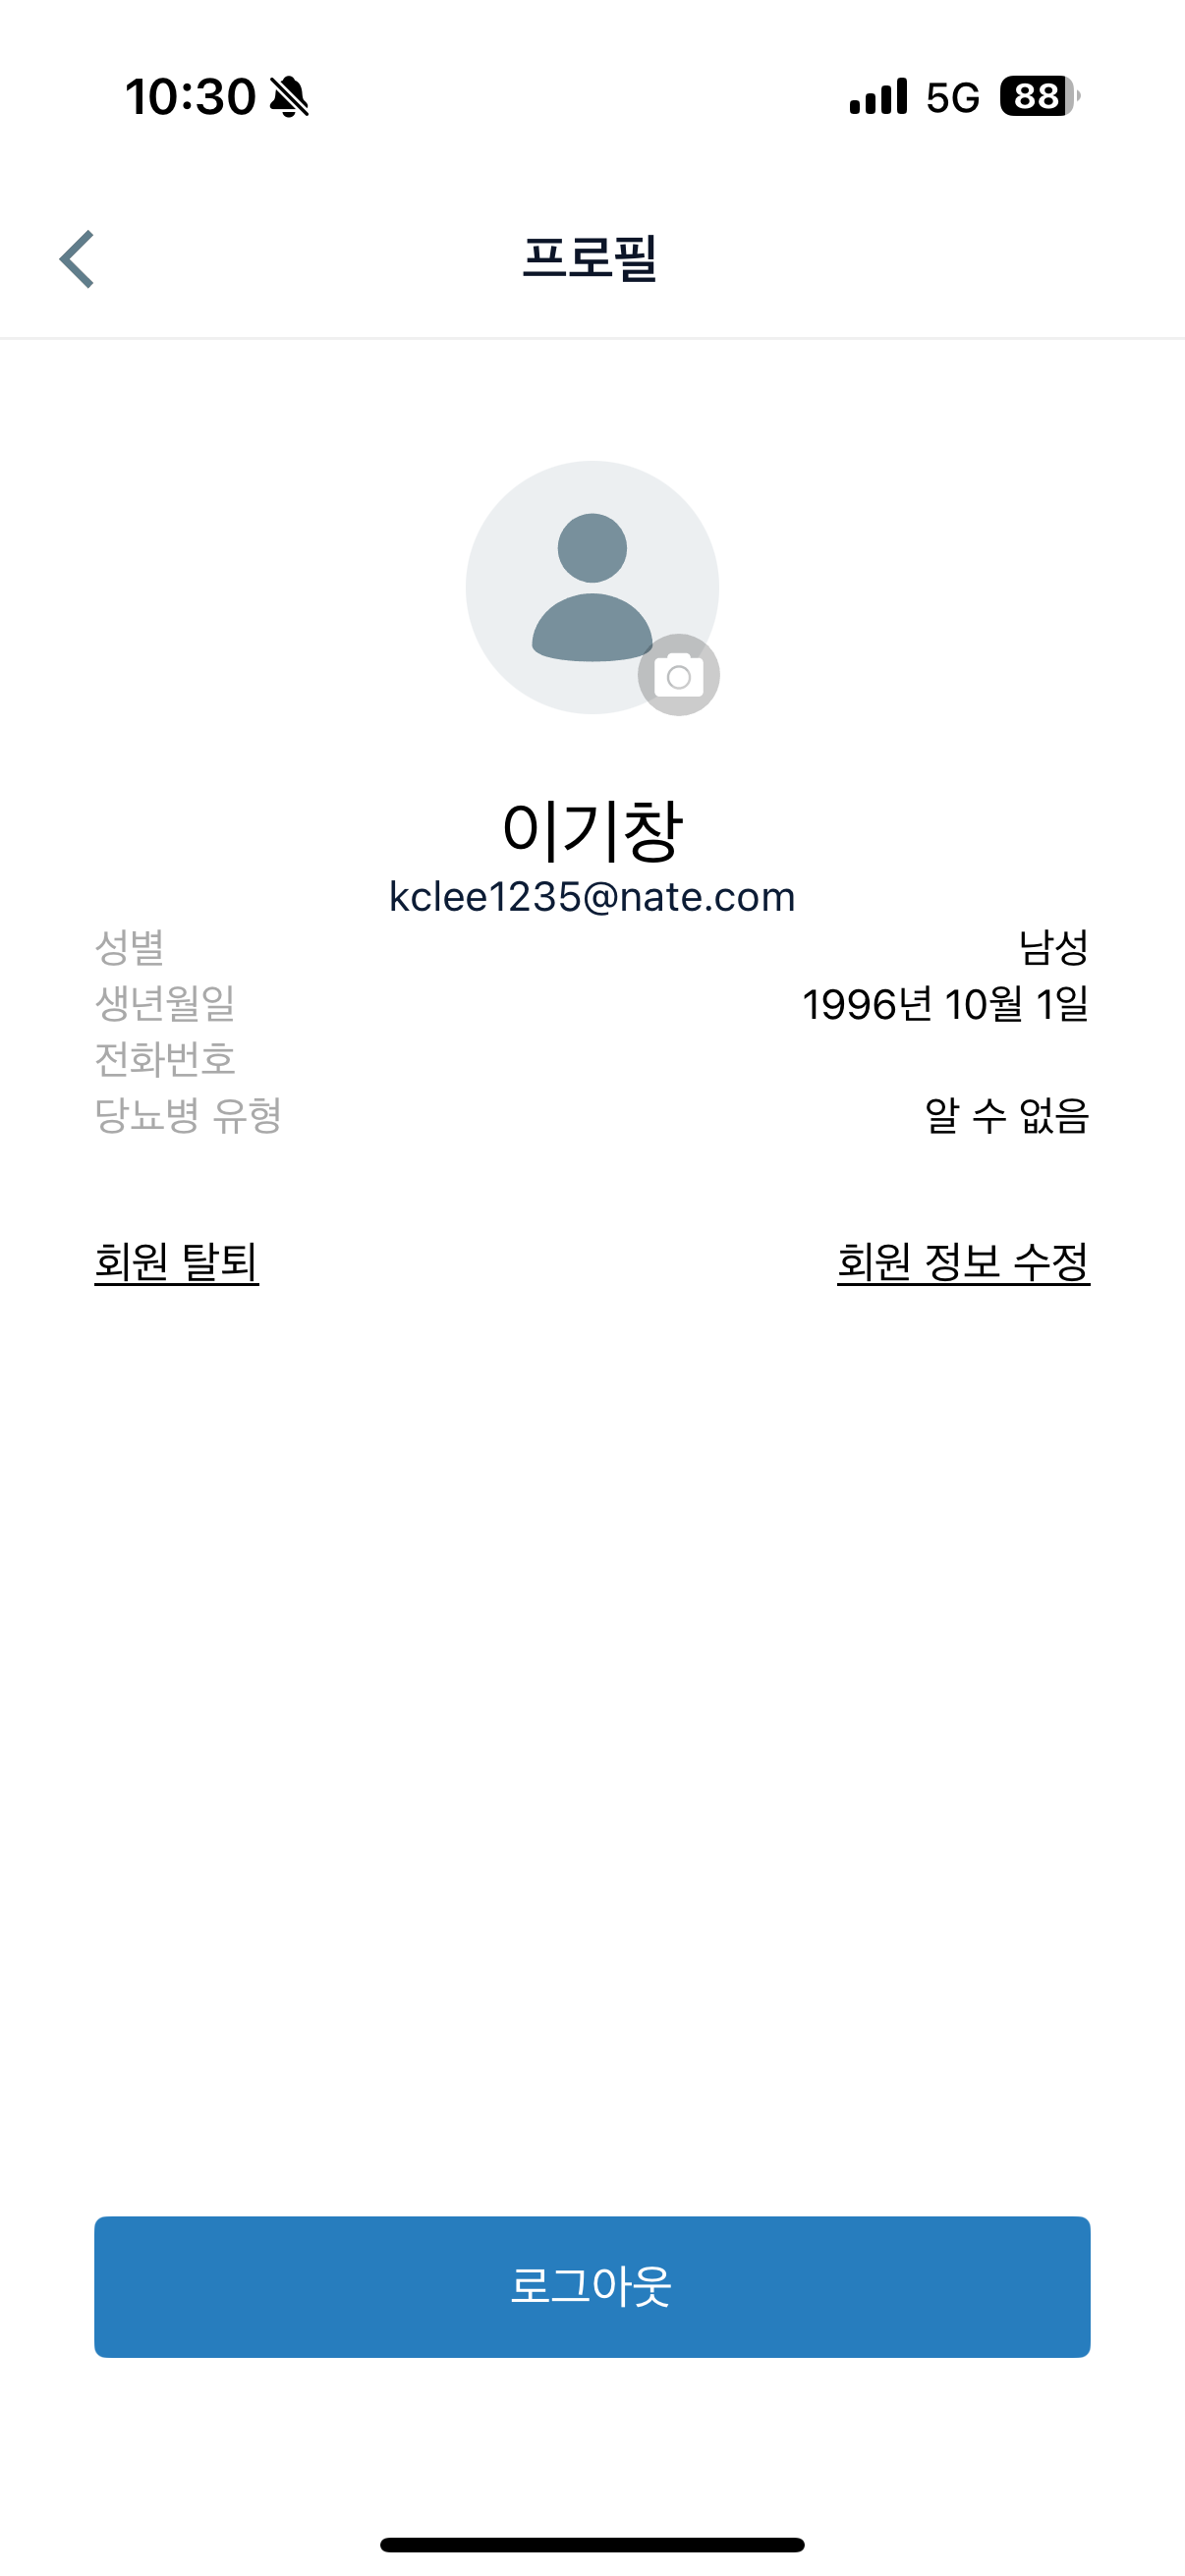 10:30 5G 88
프로필
이기창
kclee1235@nate.com
성별 남성
생년월일 1996년 10월 1일
전화번호
당뇨병 유형 알 수 없음
회원 탈퇴 회원 정보 수정
로그아웃